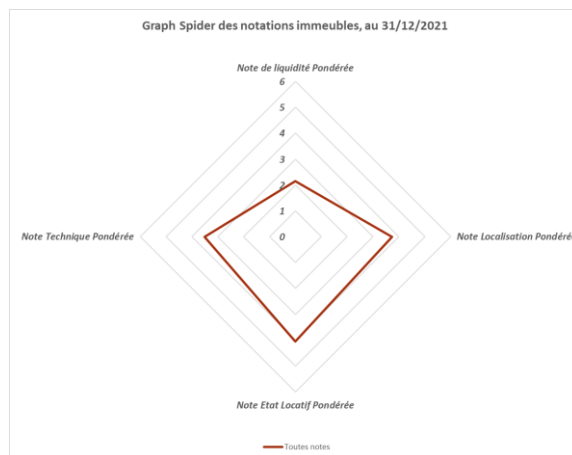 Graph Spider des notations immeubles, au 31/12/2021
Note de liquidité Pondérée
6
5
4
3
2
1
0
Note Technique Pondérée
Note Localisation Pondérée
Note Etat Locatif Pondérée
Toutes notes